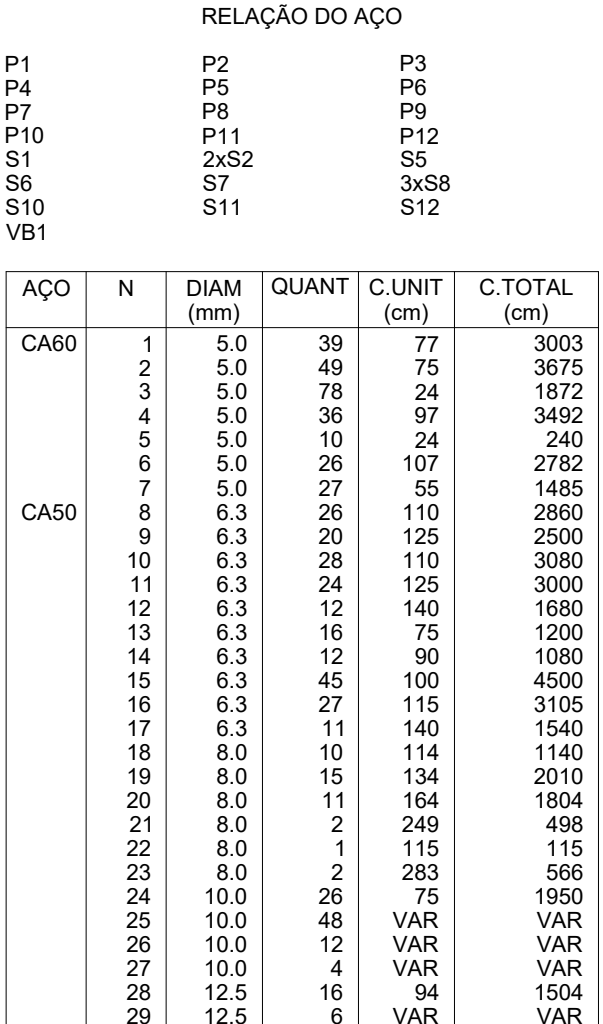 RELAÇÃO DO AÇO
P1 P2 P3
P4 P5 P6
P7 P8 P9
P10 P11 P12
S1 2xS2 S5
S6 S7 3xS8
S10 S11 S12
VB1
AÇO N DIAM QUANT C.UNIT C.TOTAL
(mm) (cm) (cm)
CA60 1 5.0 39 77 3003
2 5.0 49 75 3675
3 5.0 78 24 1872
4 5.0 36 97 3492
5 5.0 10 24 240
6 5.0 26 107 2782
7 5.0 27 55 1485
CA50 8 6.3 26 110 2860
9 6.3 20 125 2500
10 6.3 28 110 3080
11 6.3 24 125 3000
12 6.3 12 140 1680
13 6.3 16 75 1200
14 6.3 12 90 1080
15 6.3 45 100 4500
16 6.3 27 115 3105
17 6.3 11 140 1540
18 8.0 10 114 1140
19 8.0 15 134 2010
20 8.0 11 164 1804
21 8.0 2 249 498
22 8.0 1 115 115
23 8.0 2 283 566
24 10.0 26 75 1950
25 10.0 48 VAR VAR
26 10.0 12 VAR VAR
27 10.0 4 VAR VAR
28 12.5 16 94 1504
29 12.5 6 VAR VAR